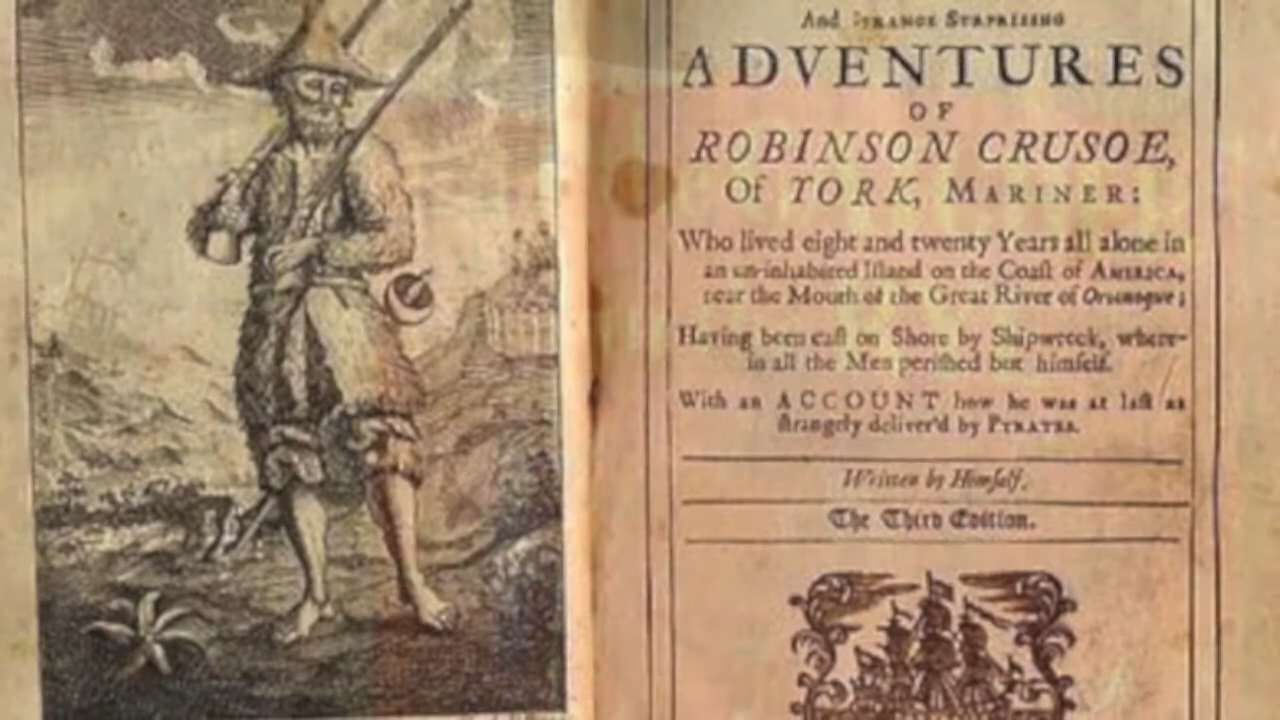 And Strange Surprising
ADVENTURES
OF
ROBINSON CRUSOE,
Of YORK, MARINER:
Who lived eight and twenty Years all alone in
an un-inhabited Iſland on the Coaſt of AMERICA,
near the Mouth of the Great River of Oroonoque;
Having been caſt on Shore by Shipwreck, where-
in all the Men periſhed but himſelf.
With an ACCOUNT how he was at laſt as
ſtrangely deliver'd by PYRATES.
Written by Himſelf.
The Third Edition.